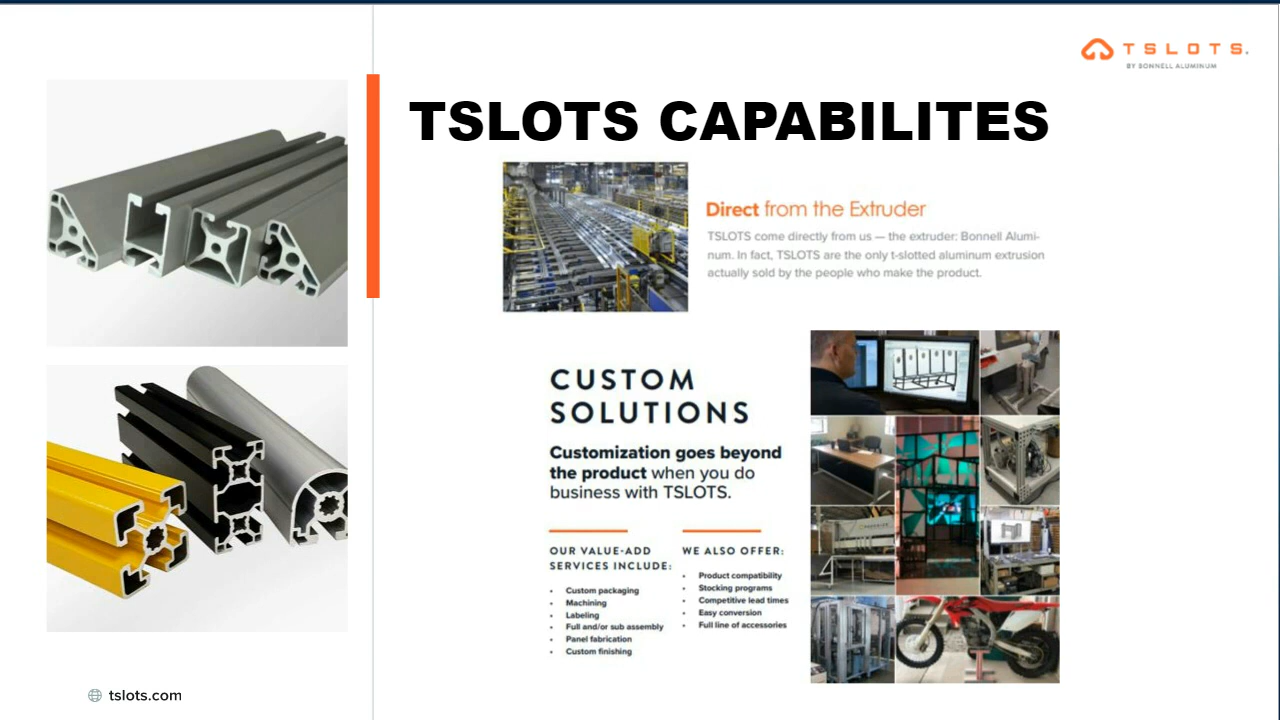 TSLOTS.
BY BONNELL ALUMINUM
TSLOTS CAPABILITES
Direct from the Extruder
TSLOTS come directly from us — the extruder: Bonnell Alumi-
num. In fact, TSLOTS are the only t-slotted aluminum extrusion
actually sold by the people who make the product.
CUSTOM
SOLUTIONS
Customization goes beyond
the product when you do
business with TSLOTS.
OUR VALUE-ADD
SERVICES INCLUDE:
• Custom packaging
• Machining
• Labeling
• Full and/or sub assembly
• Panel fabrication
• Custom finishing
WE ALSO OFFER:
• Product compatibility
• Stocking programs
• Competitive lead times
• Easy conversion
• Full line of accessories
tslots.com